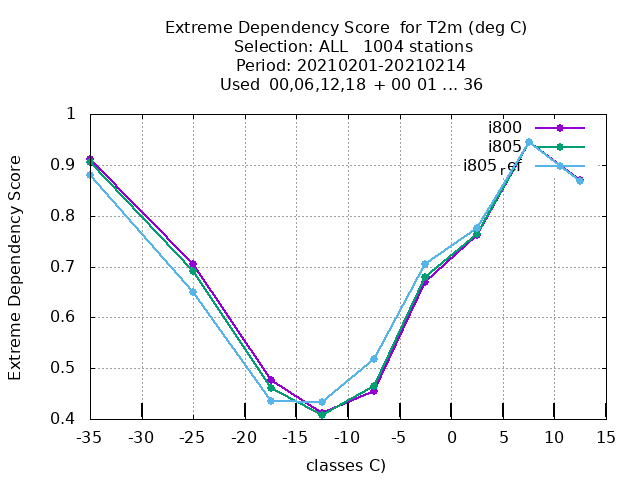 Extreme Dependency Score  for T2m (deg C)
Selection: ALL   1004 stations
Period: 20210201-20210214
Used  00,06,12,18  + 00 01 ... 36
Extreme Dependency Score
1
0.9
0.8
0.7
0.6
0.5
0.4
i800
i805
i805ref
-35 -30 -25 -20 -15 -10 -5 0 5 10 15
classes C)